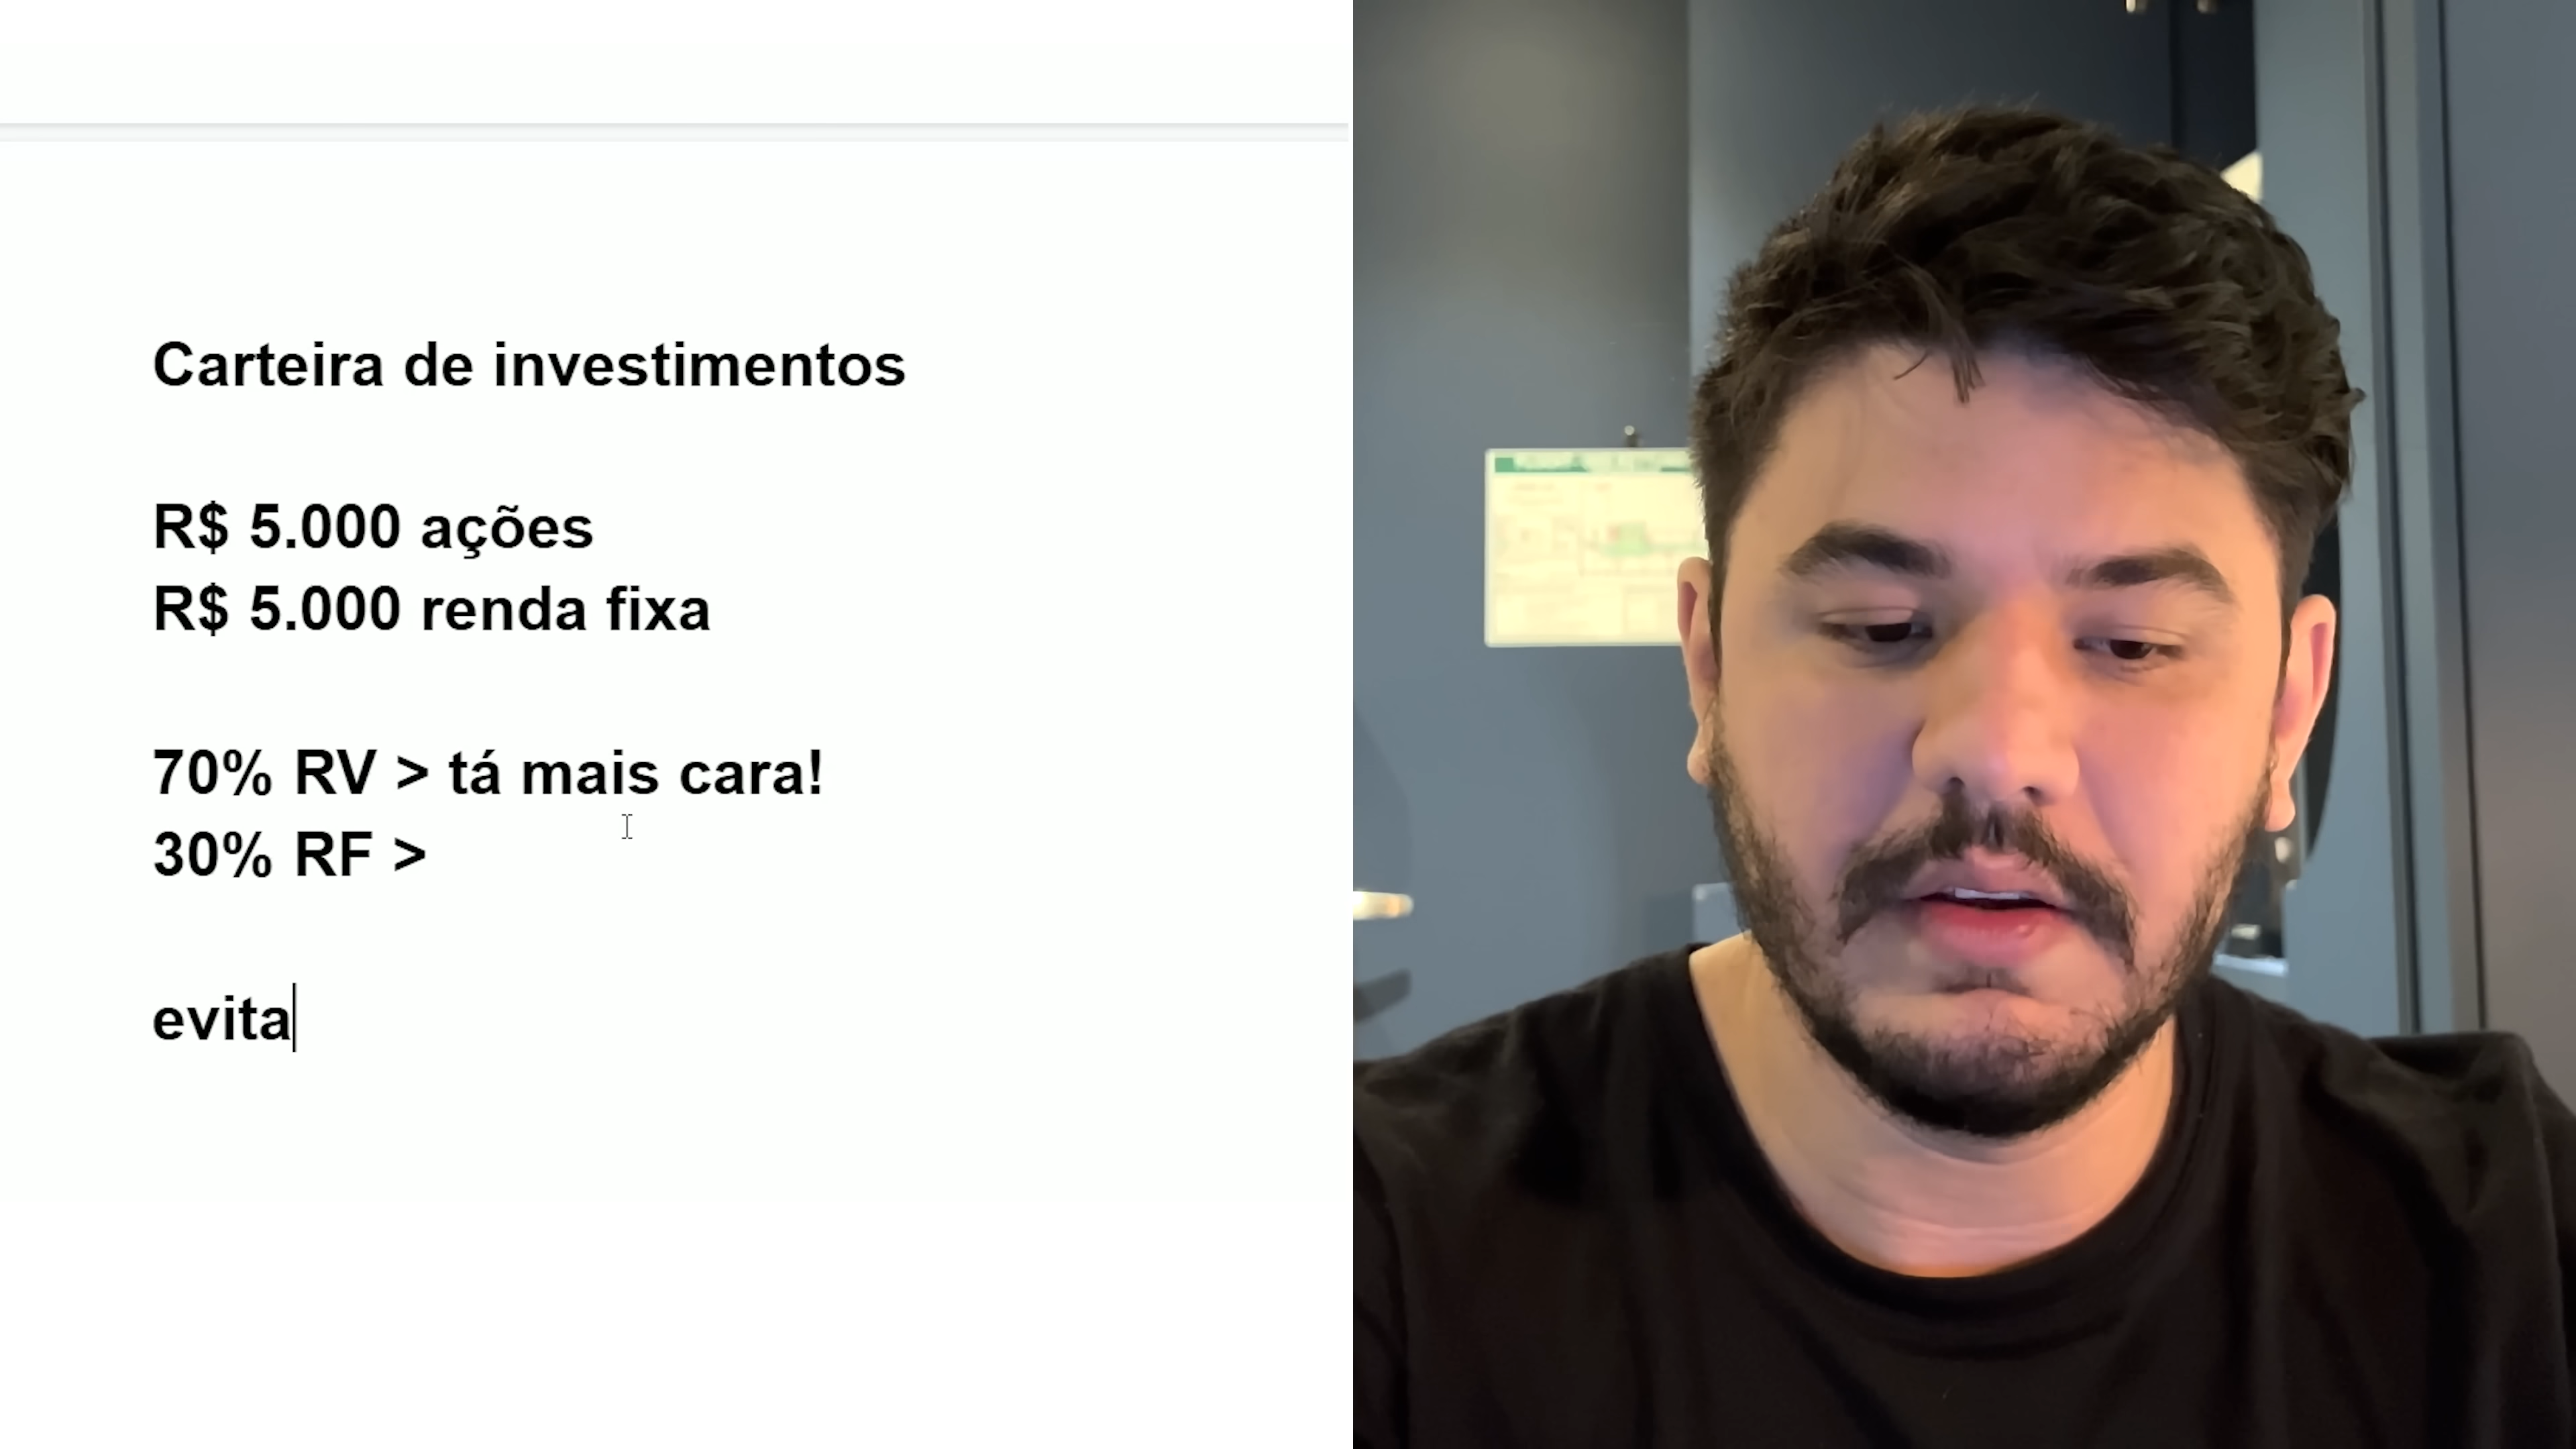 Carteira de investimentos
R$ 5.000 ações
R$ 5.000 renda fixa
70% RV > tá mais cara!
30% RF >
evita